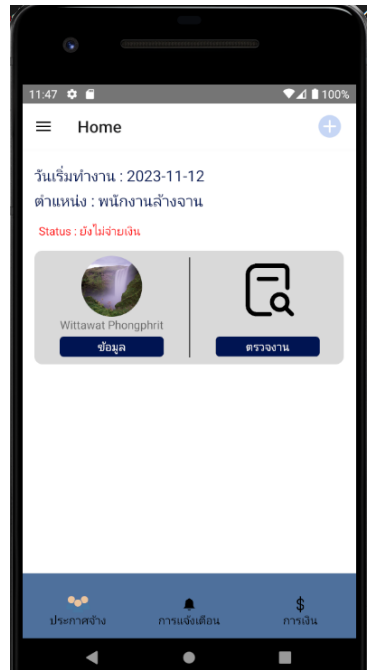 11:47 100%
Home
วันเริ่มทำงาน : 2023-11-12
ตำแหน่ง : พนักงานล้างจาน
Status : ยังไม่จ่ายเงิน
Wittawat Phongphrit
ข้อมูล ตรวจงาน
ประกาศจ้าง การแจ้งเตือน การเงิน